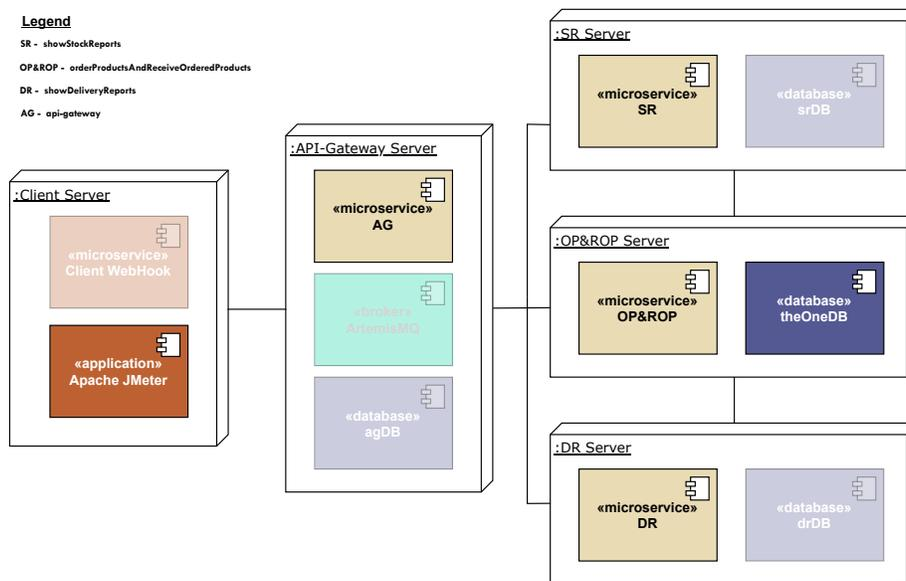 Legend
SR - showStockReports
OP&ROP - orderProductsAndReceiveOrderedProducts
DR - showDeliveryReports
AG - api-gateway
:Client Server
«microservice»
Client WebHook
«application»
Apache JMeter
:API-Gateway Server
«microservice»
AG
«broker»
ArtemisMQ
«database»
agDB
:SR Server
«microservice»
SR
«database»
srDB
:OP&ROP Server
«microservice»
OP&ROP
«database»
theOneDB
:DR Server
«microservice»
DR
«database»
drDB